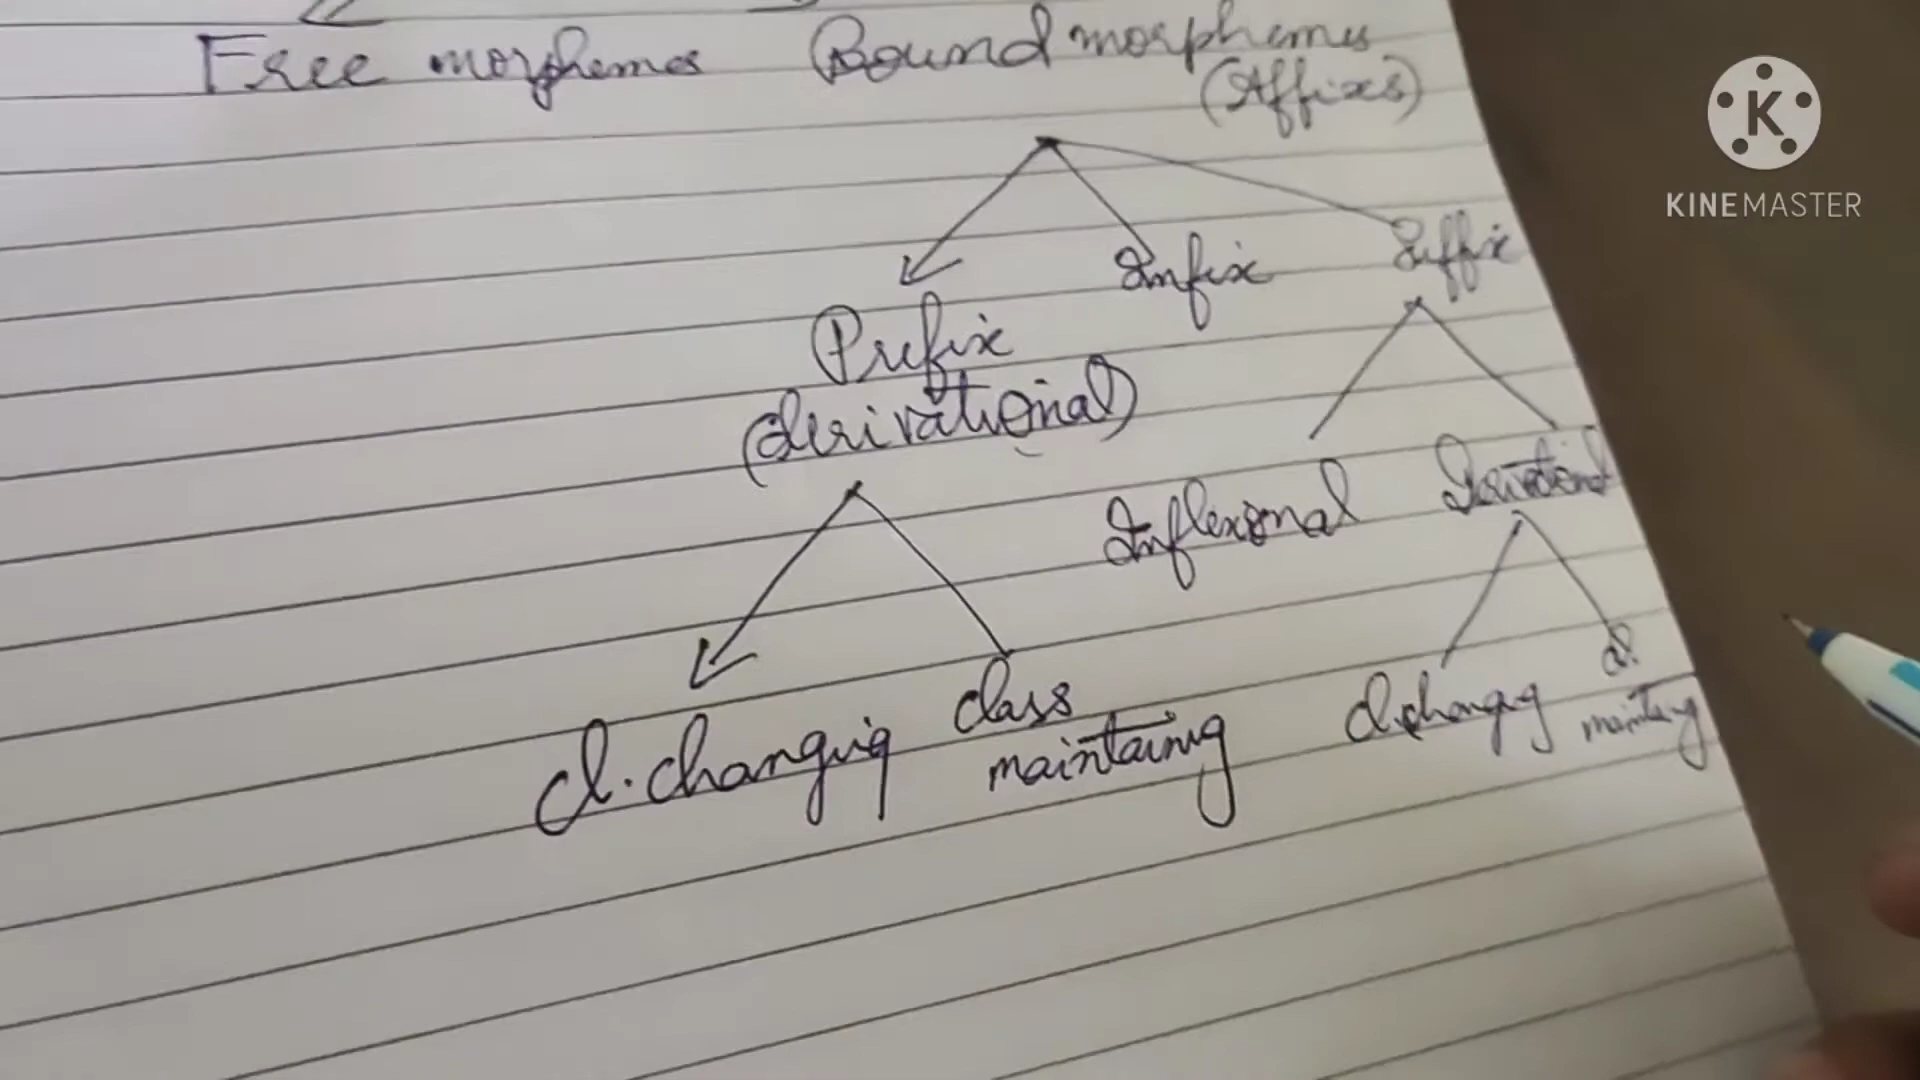 Free morphemes Bound morphemes
(Affixs)
Infix Suffix
Prefix
(derivational)
Inflexional Derivational
cl. changing class
maintaining
cl. changing cl.
maintaing
K
KINEMASTER